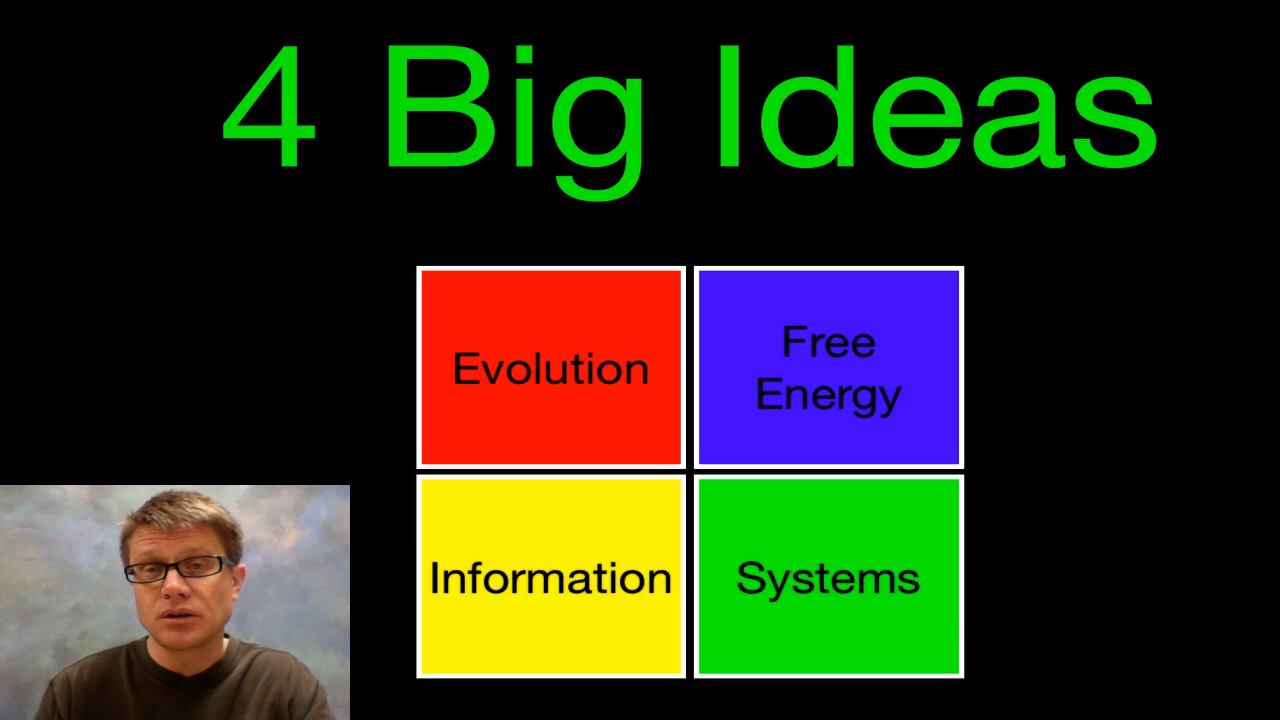 4 Big Ideas
Evolution
Free
Energy
Information
Systems